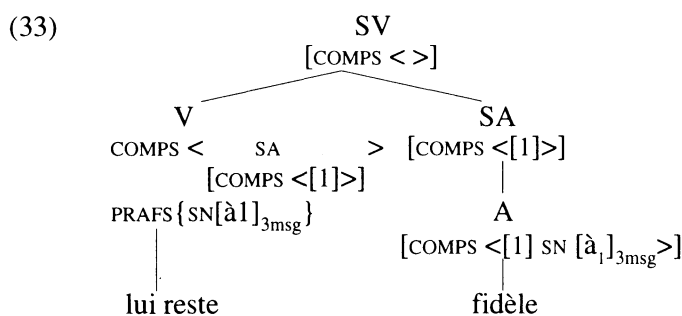 (33) SV
[COMPS < >]
V SA
COMPS < SA > [COMPS <[1]>]
[COMPS <[1]>]
PRAFS{SN[à1]3msg} A
[COMPS <[1] SN [à1]3msg>]
lui reste fidèle